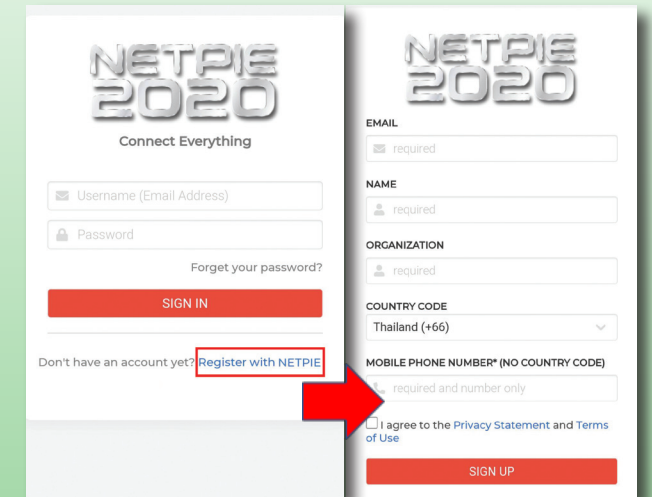 NETPIE
2020
Connect Everything
Username (Email Address)
Password
Forget your password?
SIGN IN
Don't have an account yet? Register with NETPIE
NETPIE
2020
EMAIL
required
NAME
required
ORGANIZATION
required
COUNTRY CODE
Thailand (+66)
MOBILE PHONE NUMBER* (NO COUNTRY CODE)
required and number only
I agree to the Privacy Statement and Terms
of Use
SIGN UP